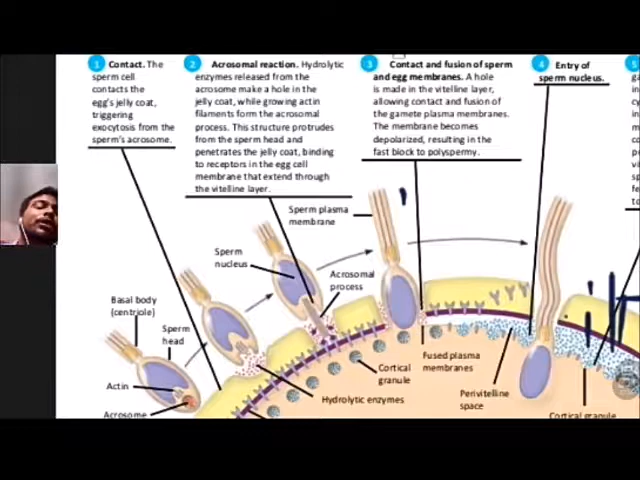 1 Contact. The
sperm cell
contacts the
egg's jelly coat,
triggering
exocytosis from the
sperm's acrosome.
2 Acrosomal reaction. Hydrolytic
enzymes released from the
acrosome make a hole in the
jelly coat, while growing actin
filaments form the acrosomal
process. This structure protrudes
from the sperm head and
penetrates the jelly coat, binding
to receptors in the egg cell
membrane that extend through
the vitelline layer.
3 Contact and fusion of sperm
and egg membranes. A hole
is made in the vitelline layer,
allowing contact and fusion of
the gamete plasma membranes.
The membrane becomes
depolarized, resulting in the
fast block to polyspermy.
4 Entry of
sperm nucleus.
5
Sperm plasma
membrane
Sperm
nucleus
Acrosomal
process
Basal body
(centriole)
Sperm
head
Actin
Acrosome
Hydrolytic enzymes
Cortical
granule
Fused plasma
membranes
Perivitelline
space
Cortical granule